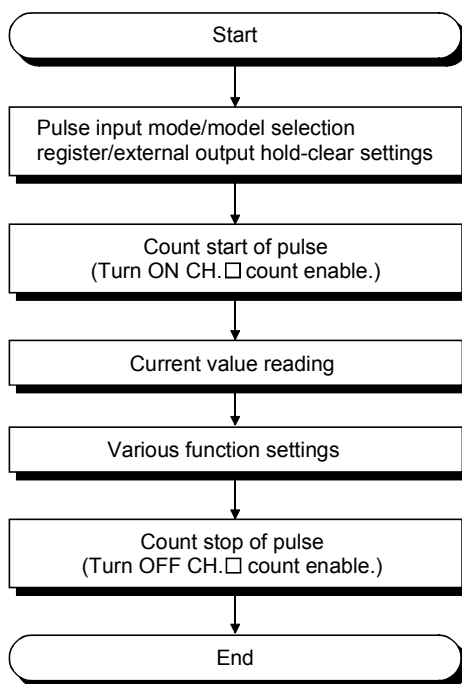 Start
Pulse input mode/model selection
register/external output hold-clear settings
Count start of pulse
(Turn ON CH.□ count enable.)
Current value reading
Various function settings
Count stop of pulse
(Turn OFF CH.□ count enable.)
End